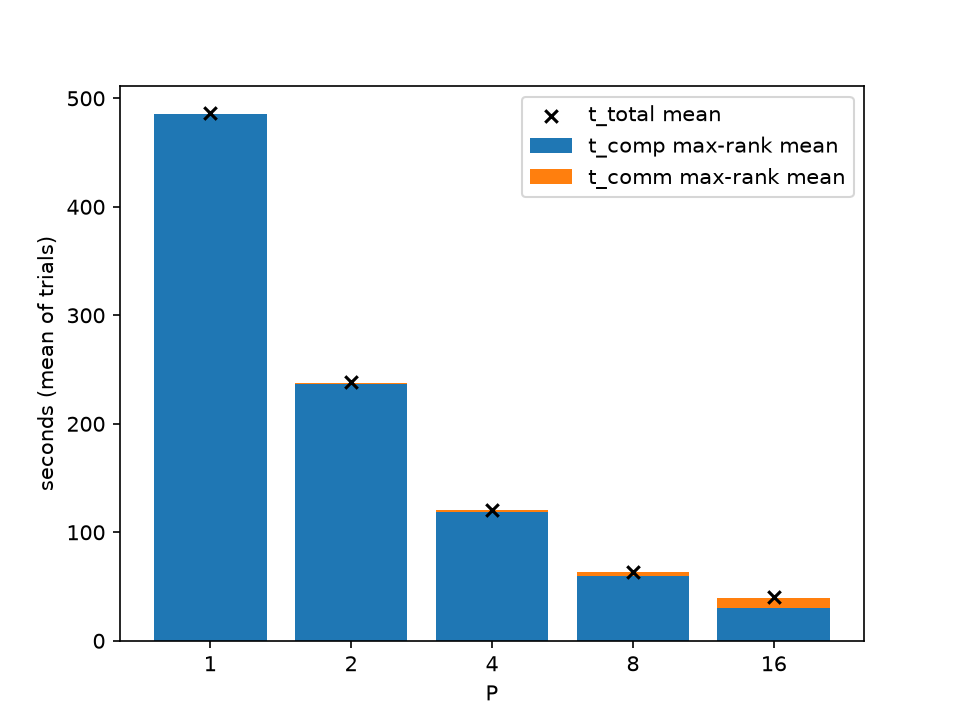 500
400
300
200
100
0
seconds (mean of trials)
t_total mean
t_comp max-rank mean
t_comm max-rank mean
1 2 4 8 16
P